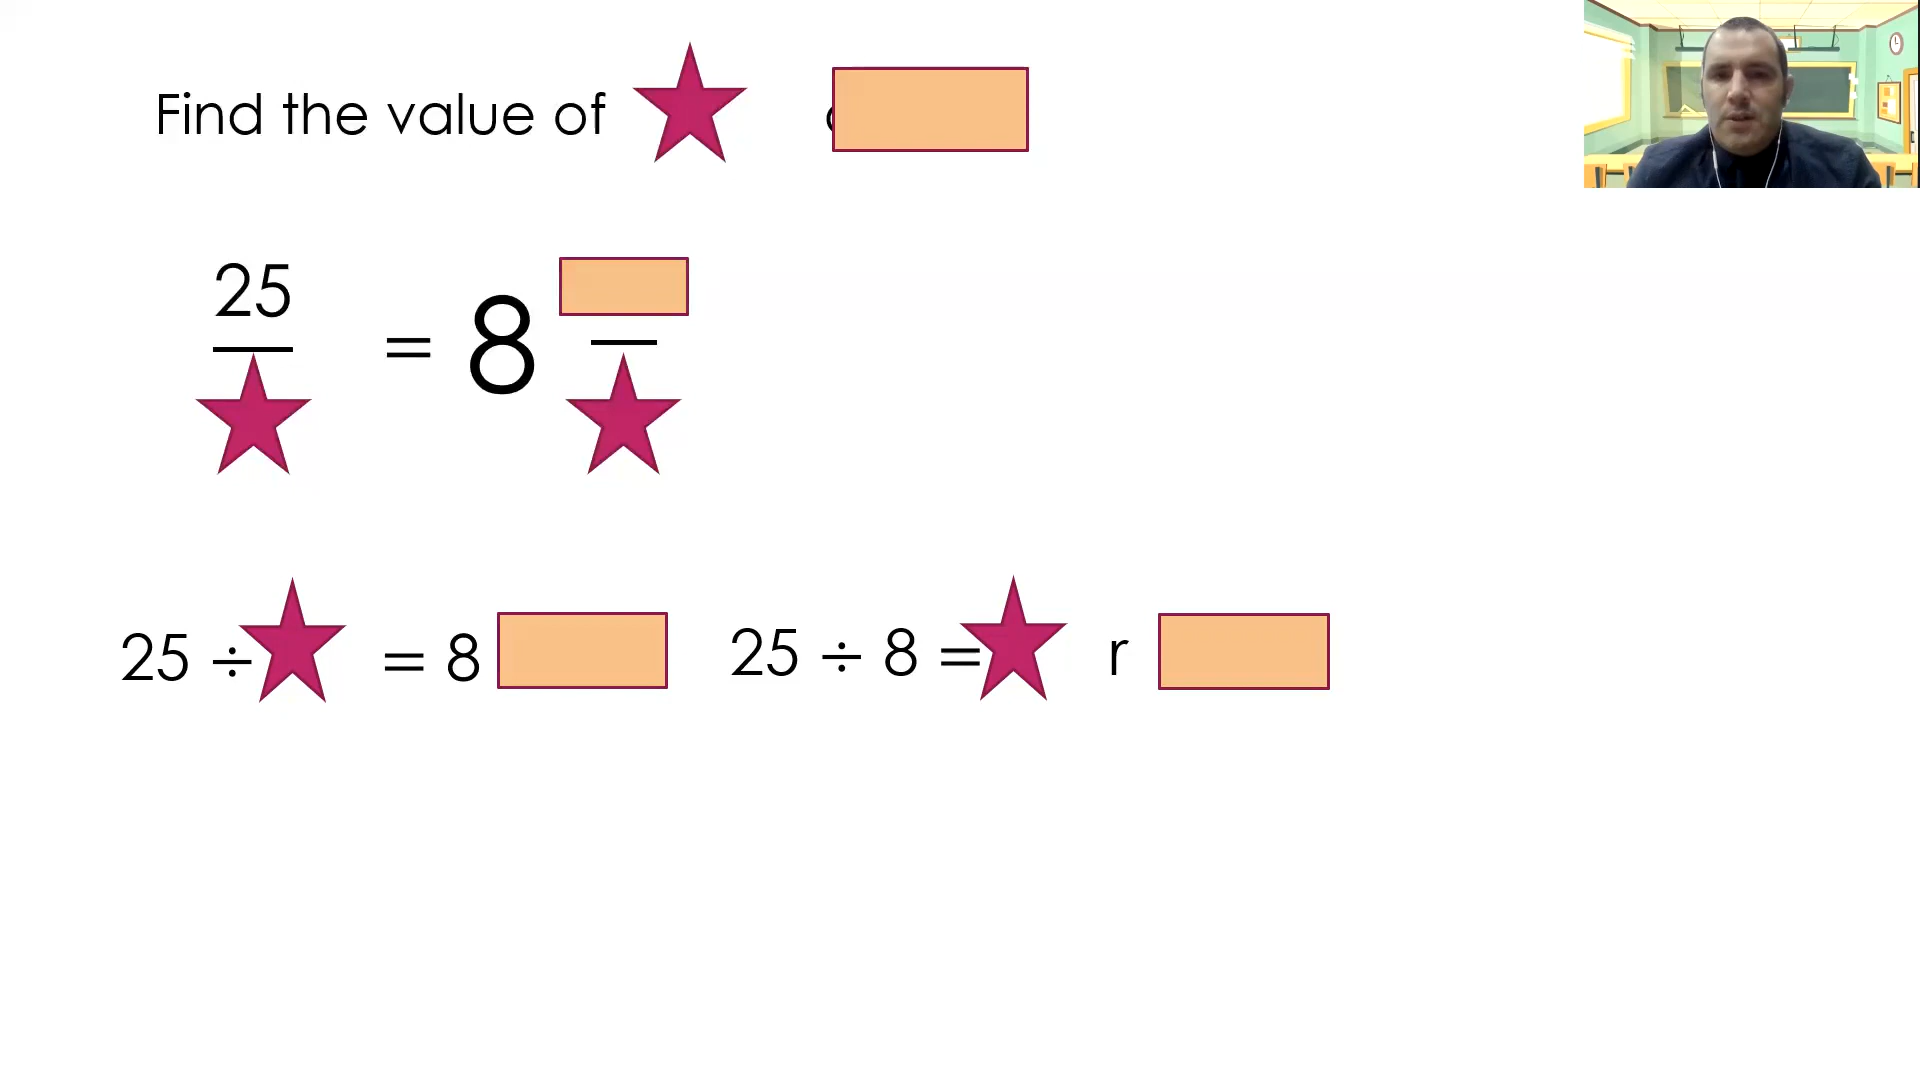 Find the value of
25
= 8
25 ÷ = 8
25 ÷ 8 = r